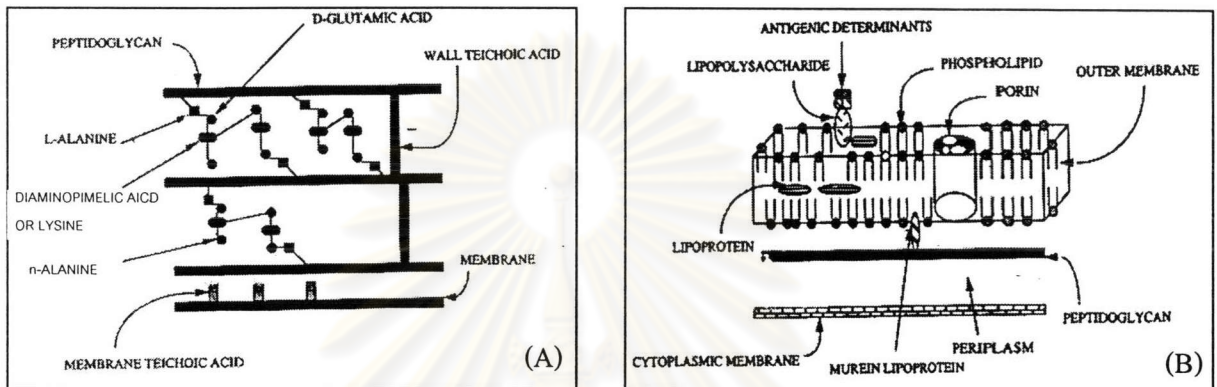 D-GLUTAMIC ACID
PEPTIDOGLYCAN
WALL TEICHOIC ACID
L-ALANINE
DIAMINOPIMELIC AICD
OR LYSINE
n-ALANINE
MEMBRANE
MEMBRANE TEICHOIC ACID
(A)
ANTIGENIC DETERMINANTS
LIPOPOLYSACCHARIDE
PHOSPHOLIPID
OUTER MEMBRANE
IPORIN
LIPOPROTEIN
PEPTIDOGLYCAN
PERIPLASM
CYTOPLASMIC MEMBRANE
MUREIN LIPOPROTEIN
(B)